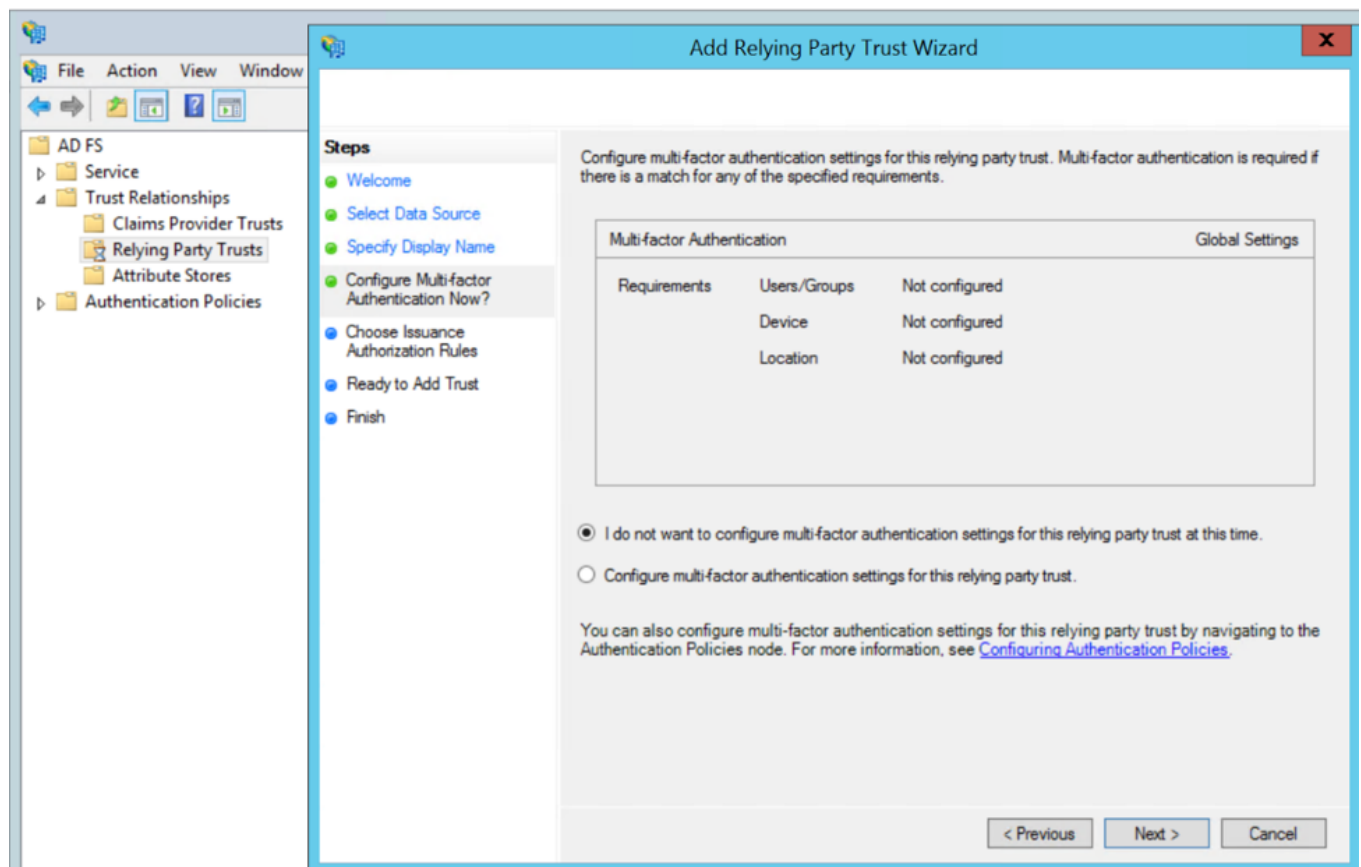 Add Relying Party Trust Wizard
X
File Action View Window
AD FS
Service
Trust Relationships
Claims Provider Trusts
Relying Party Trusts
Attribute Stores
Authentication Policies
Steps
Welcome
Select Data Source
Specify Display Name
Configure Multi-factor
Authentication Now?
Choose Issuance
Authorization Rules
Ready to Add Trust
Finish
Configure multi-factor authentication settings for this relying party trust. Multi-factor authentication is required if
there is a match for any of the specified requirements.
Multi-factor Authentication Global Settings
Requirements Users/Groups Not configured
Device Not configured
Location Not configured
I do not want to configure multi-factor authentication settings for this relying party trust at this time.
Configure multi-factor authentication settings for this relying party trust.
You can also configure multi-factor authentication settings for this relying party trust by navigating to the
Authentication Policies node. For more information, see Configuring Authentication Policies.
< Previous Next > Cancel